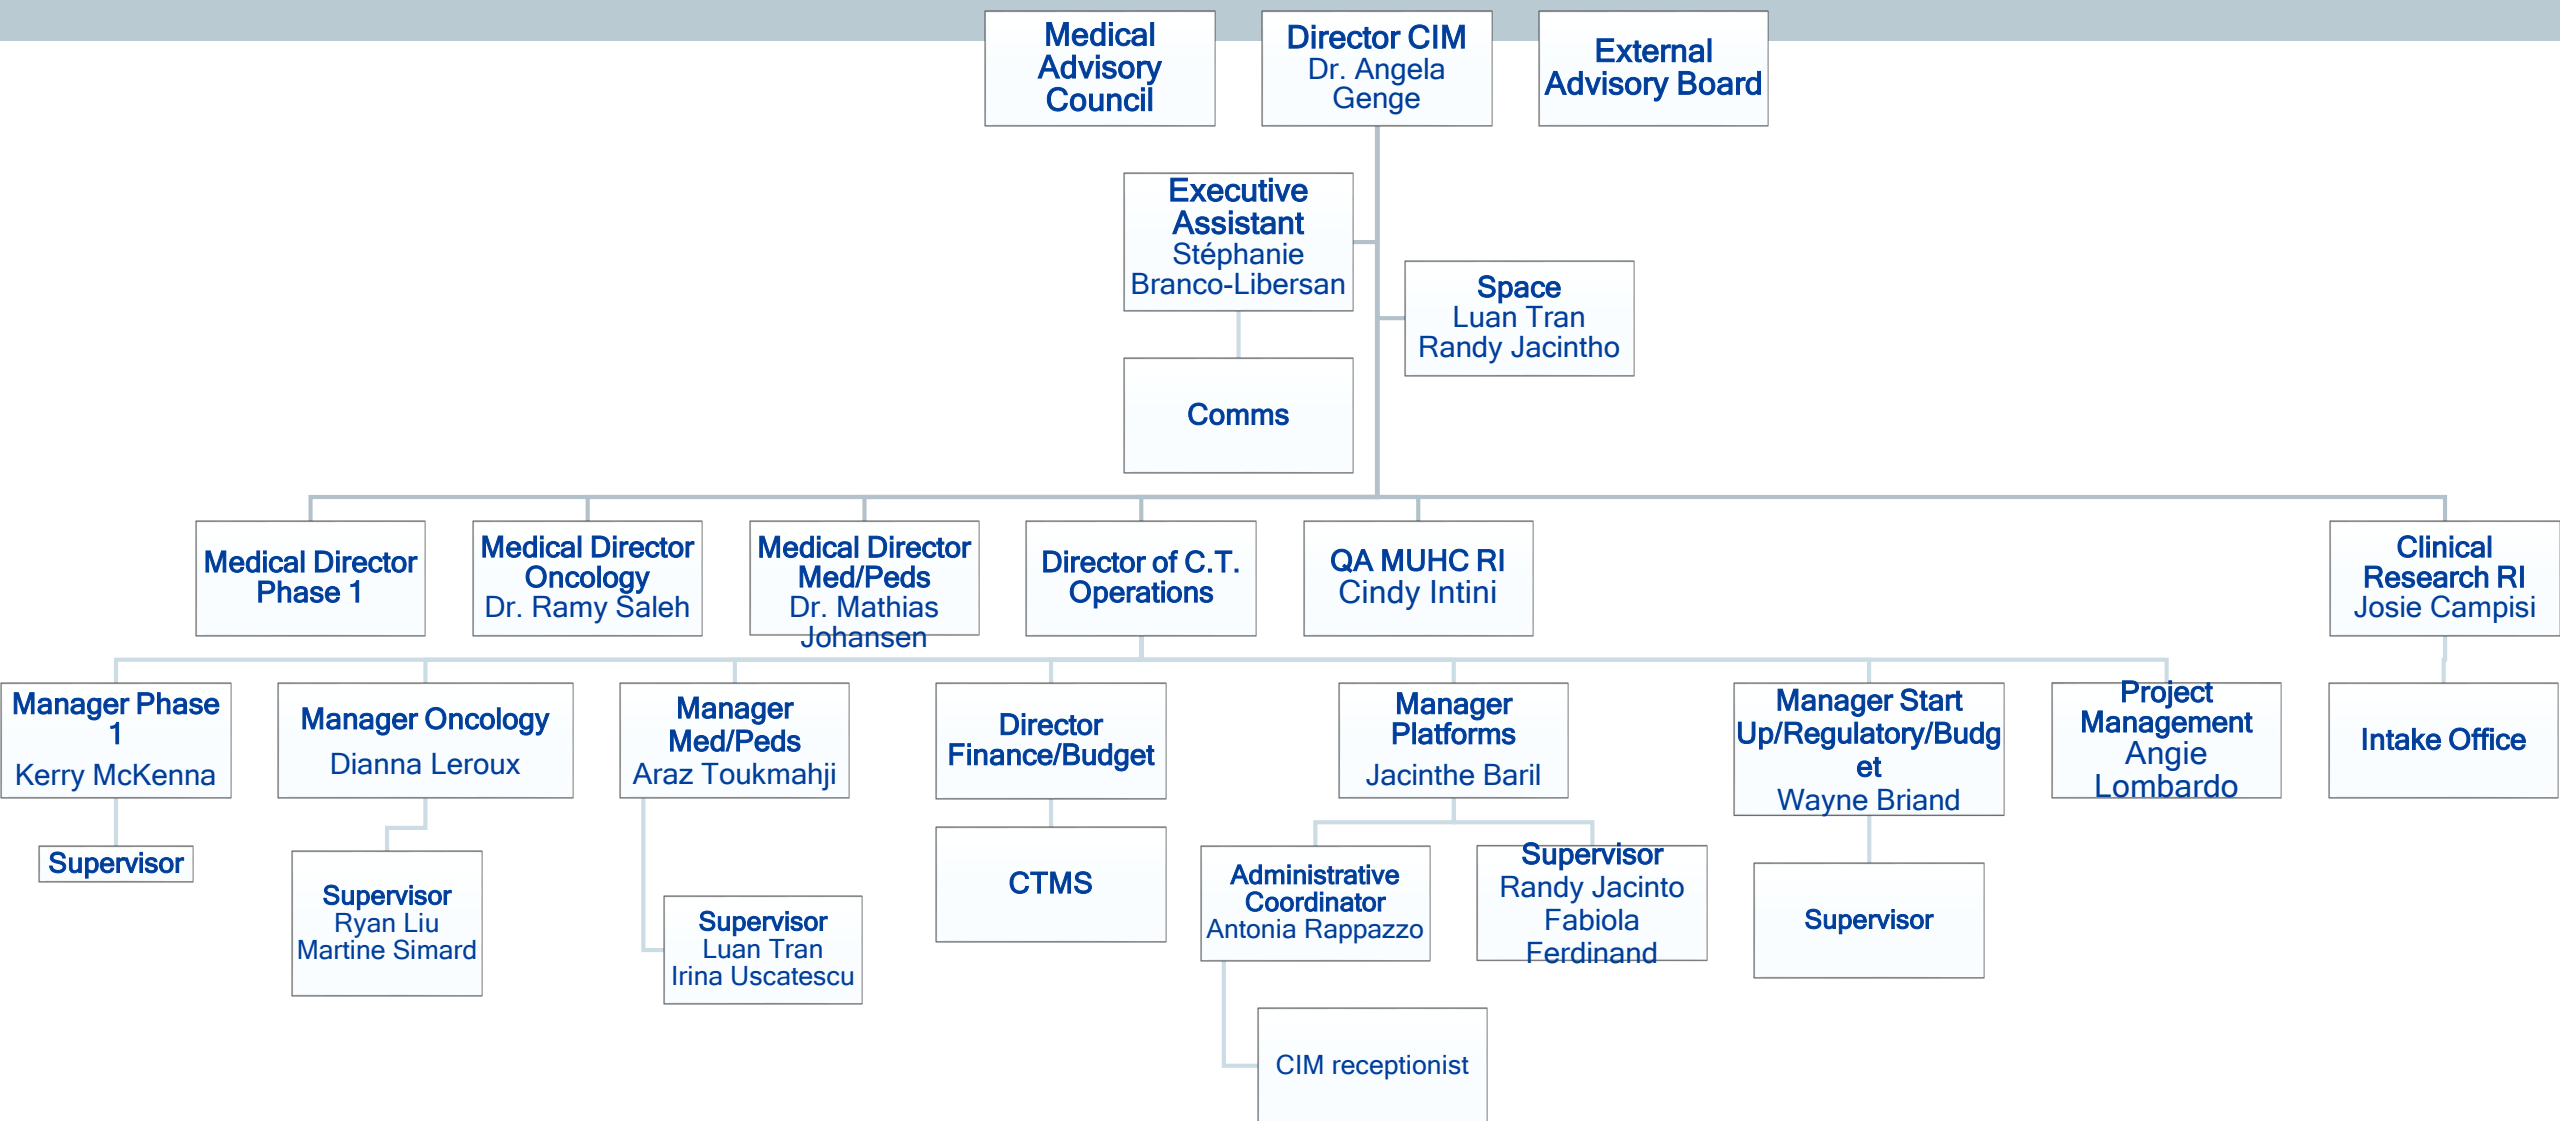 Medical
Advisory
Council
Director CIM
Dr. Angela
Genge
External
Advisory Board
Executive
Assistant
Stéphanie
Branco-Libersan
Space
Luan Tran
Randy Jacintho
Comms
Medical Director
Phase 1
Medical Director
Oncology
Dr. Ramy Saleh
Medical Director
Med/Peds
Dr. Mathias
Johansen
Director of C.T.
Operations
QA MUHC RI
Cindy Intini
Clinical
Research RI
Josie Campisi
Manager Phase
1
Kerry McKenna
Manager Oncology
Dianna Leroux
Manager
Med/Peds
Araz Toukmahji
Director
Finance/Budget
Manager
Platforms
Jacinthe Baril
Manager Start
Up/Regulatory/Budg
et
Wayne Briand
Project
Management
Angie
Lombardo
Intake Office
Supervisor
Supervisor
Ryan Liu
Martine Simard
Supervisor
Luan Tran
Irina Uscatescu
CTMS
Administrative
Coordinator
Antonia Rappazzo
Supervisor
Randy Jacinto
Fabiola
Ferdinand
Supervisor
CIM receptionist